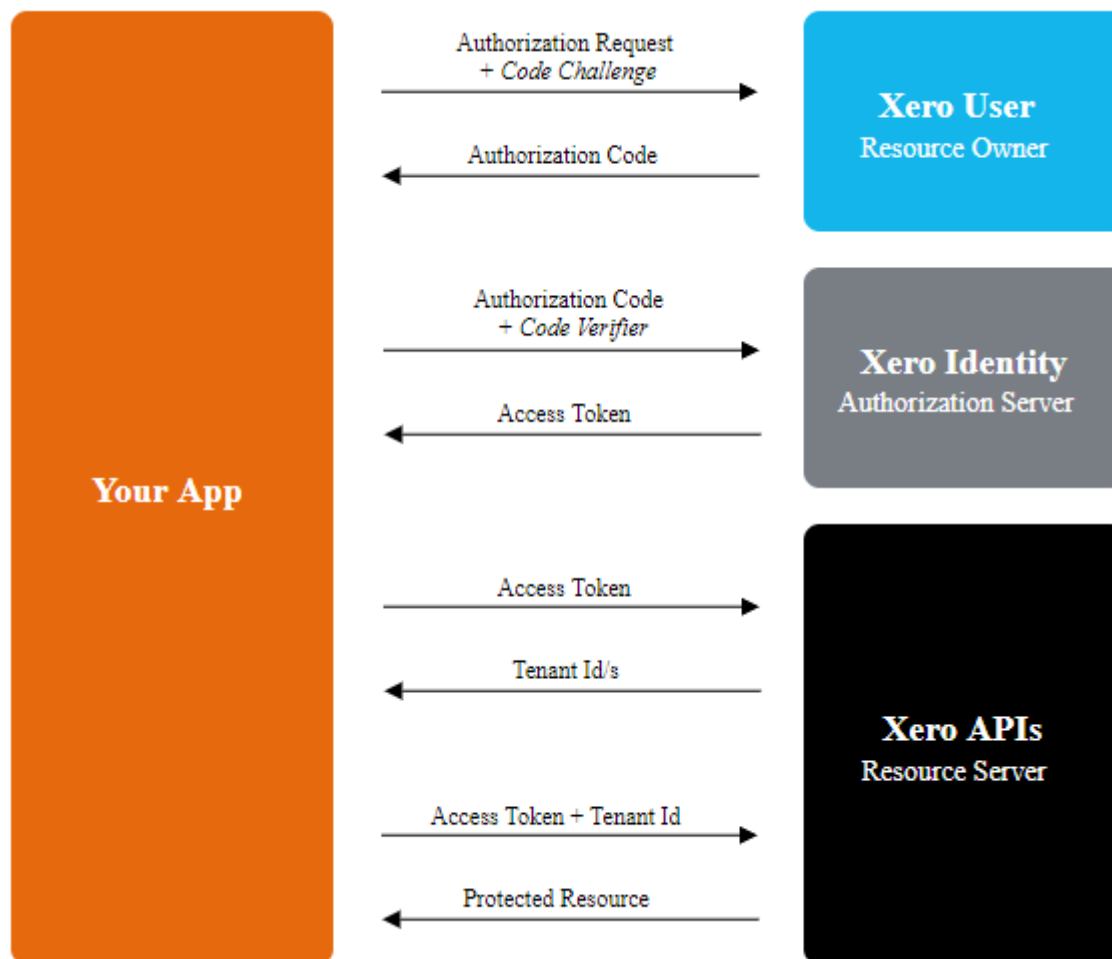 Authorization Request
+ Code Challenge
Xero User
Resource Owner
Authorization Code
Authorization Code
+ Code Verifier
Xero Identity
Authorization Server
Access Token
Your App
Access Token
Tenant Id/s
Xero APIs
Resource Server
Access Token + Tenant Id
Protected Resource